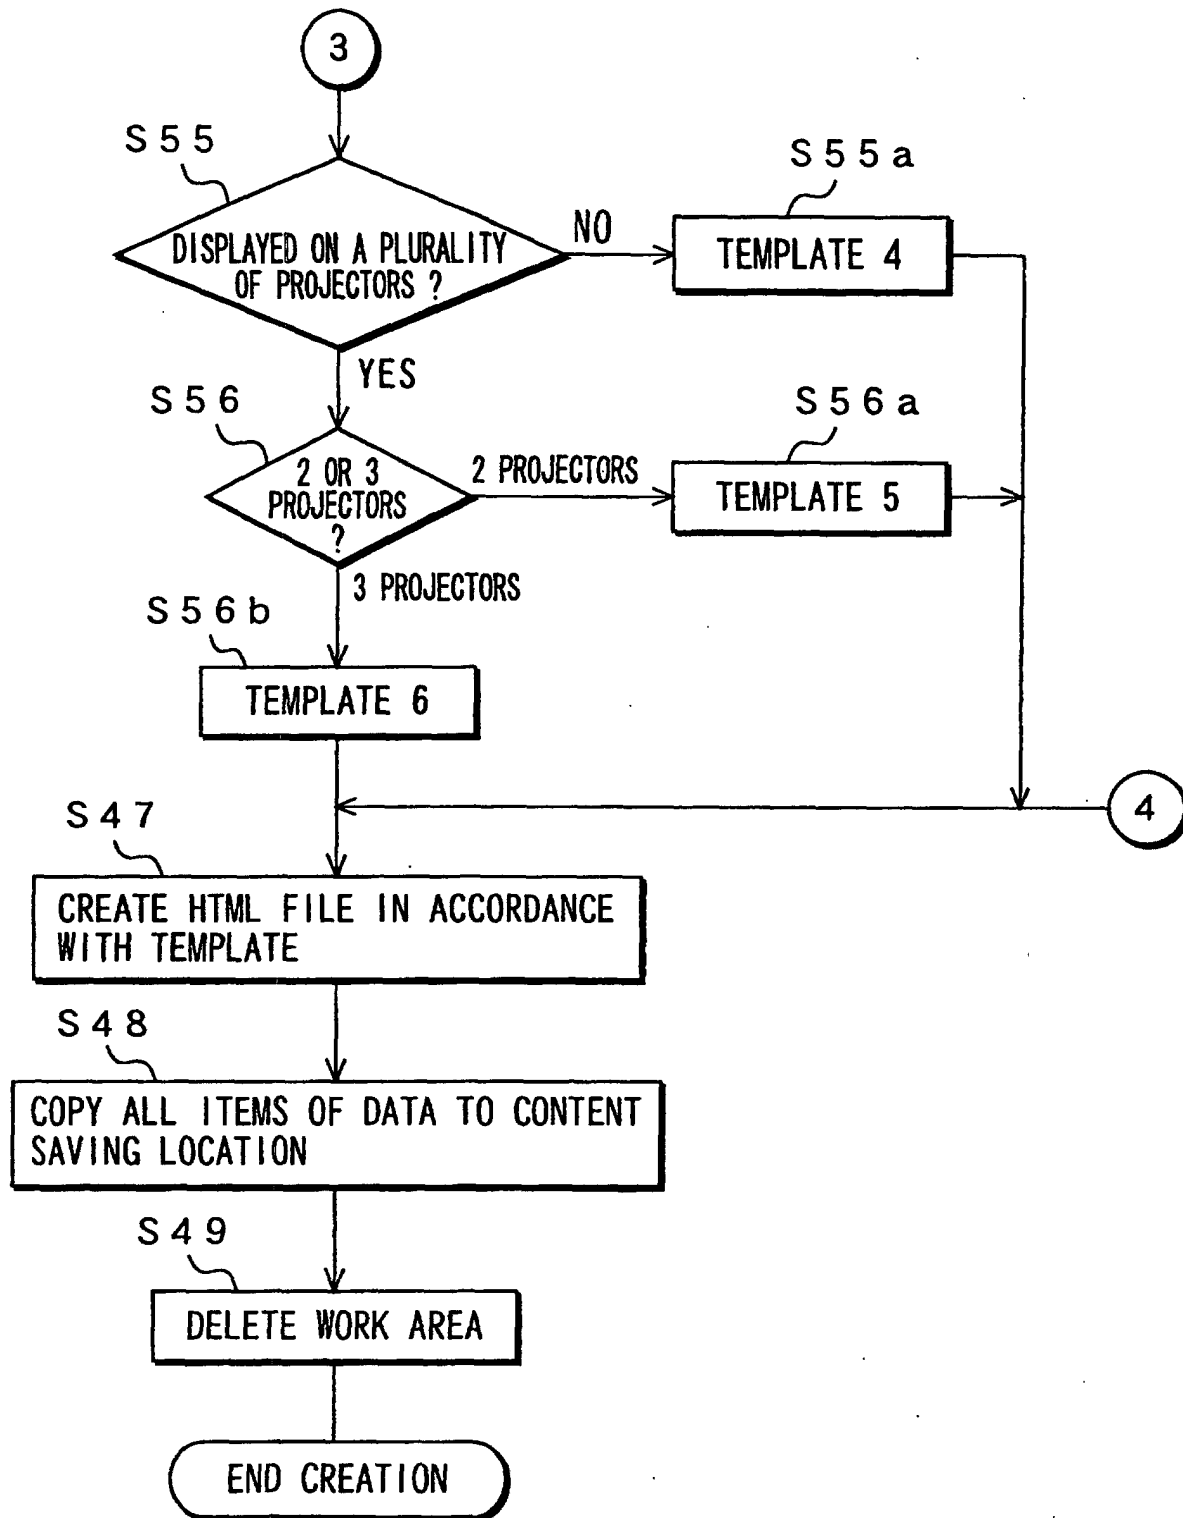 3
S55
S55a
DISPLAYED ON A PLURALITY
OF PROJECTORS ?
NO
TEMPLATE 4
YES
S56
S56a
2 OR 3
PROJECTORS
?
2 PROJECTORS
TEMPLATE 5
3 PROJECTORS
S56b
TEMPLATE 6
4
S47
CREATE HTML FILE IN ACCORDANCE
WITH TEMPLATE
S48
COPY ALL ITEMS OF DATA TO CONTENT
SAVING LOCATION
S49
DELETE WORK AREA
END CREATION